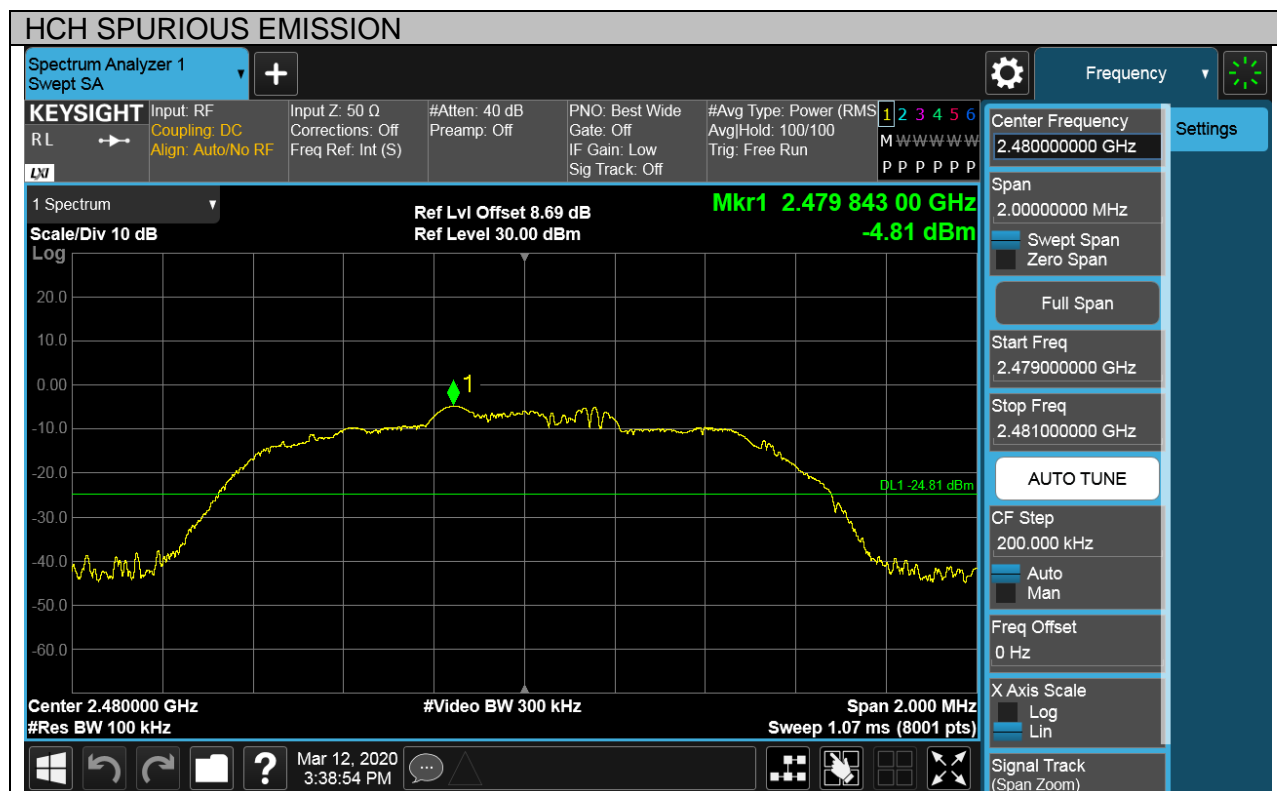 HCH SPURIOUS EMISSION
Spectrum Analyzer 1
Swept SA
+
Frequency
KEYSIGHT
R L
LXI
Input: RF
Coupling: DC
Align: Auto/No RF
Input Z: 50 Ω
Corrections: Off
Freq Ref: Int (S)
#Atten: 40 dB
Preamp: Off
PNO: Best Wide
Gate: Off
IF Gain: Low
Sig Track: Off
#Avg Type: Power (RMS
Avg|Hold: 100/100
Trig: Free Run
1 2 3 4 5 6
M W W W W W
P P P P P P
1 Spectrum
Scale/Div 10 dB
Ref Lvl Offset 8.69 dB
Ref Level 30.00 dBm
Mkr1 2.479 843 00 GHz
-4.81 dBm
Log
20.0
10.0
0.00
-10.0
-20.0
-30.0
-40.0
-50.0
-60.0
1
DL1 -24.81 dBm
Center 2.480000 GHz
#Video BW 300 kHz
Span 2.000 MHz
#Res BW 100 kHz
Sweep 1.07 ms (8001 pts)
?
Mar 12, 2020
3:38:54 PM
Center Frequency
2.480000000 GHz
Settings
Span
2.00000000 MHz
Swept Span
Zero Span
Full Span
Start Freq
2.479000000 GHz
Stop Freq
2.481000000 GHz
AUTO TUNE
CF Step
200.000 kHz
Auto
Man
Freq Offset
0 Hz
X Axis Scale
Log
Lin
Signal Track
(Span Zoom)